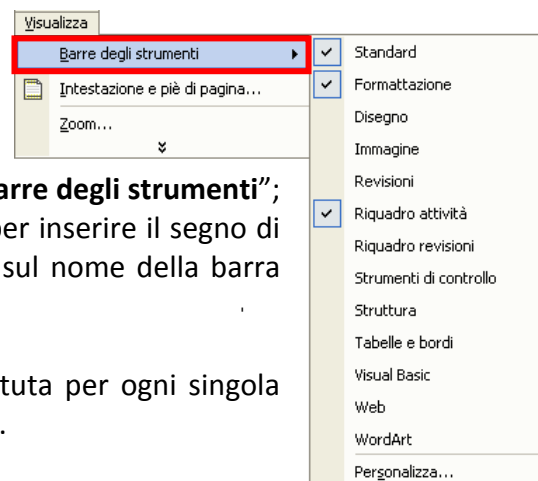 Visualizza
Barre degli strumenti
Intestazione e piè di pagina...
Zoom...
Standard
Formattazione
Disegno
Immagine
Revisioni
Riquadro attività
Riquadro revisioni
Strumenti di controllo
Struttura
Tabelle e bordi
Visual Basic
Web
WordArt
Personalizza...
arre degli strumenti”;
per inserire il segno di
sul nome della barra
tuta per ogni singola
.